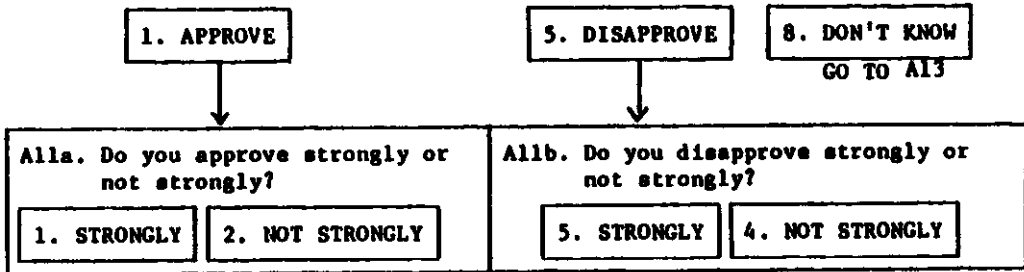 1. APPROVE 5. DISAPPROVE 8. DON'T KNOW
GO TO A13
A11a. Do you approve strongly or
not strongly?
1. STRONGLY 2. NOT STRONGLY
A11b. Do you disapprove strongly or
not strongly?
5. STRONGLY 4. NOT STRONGLY